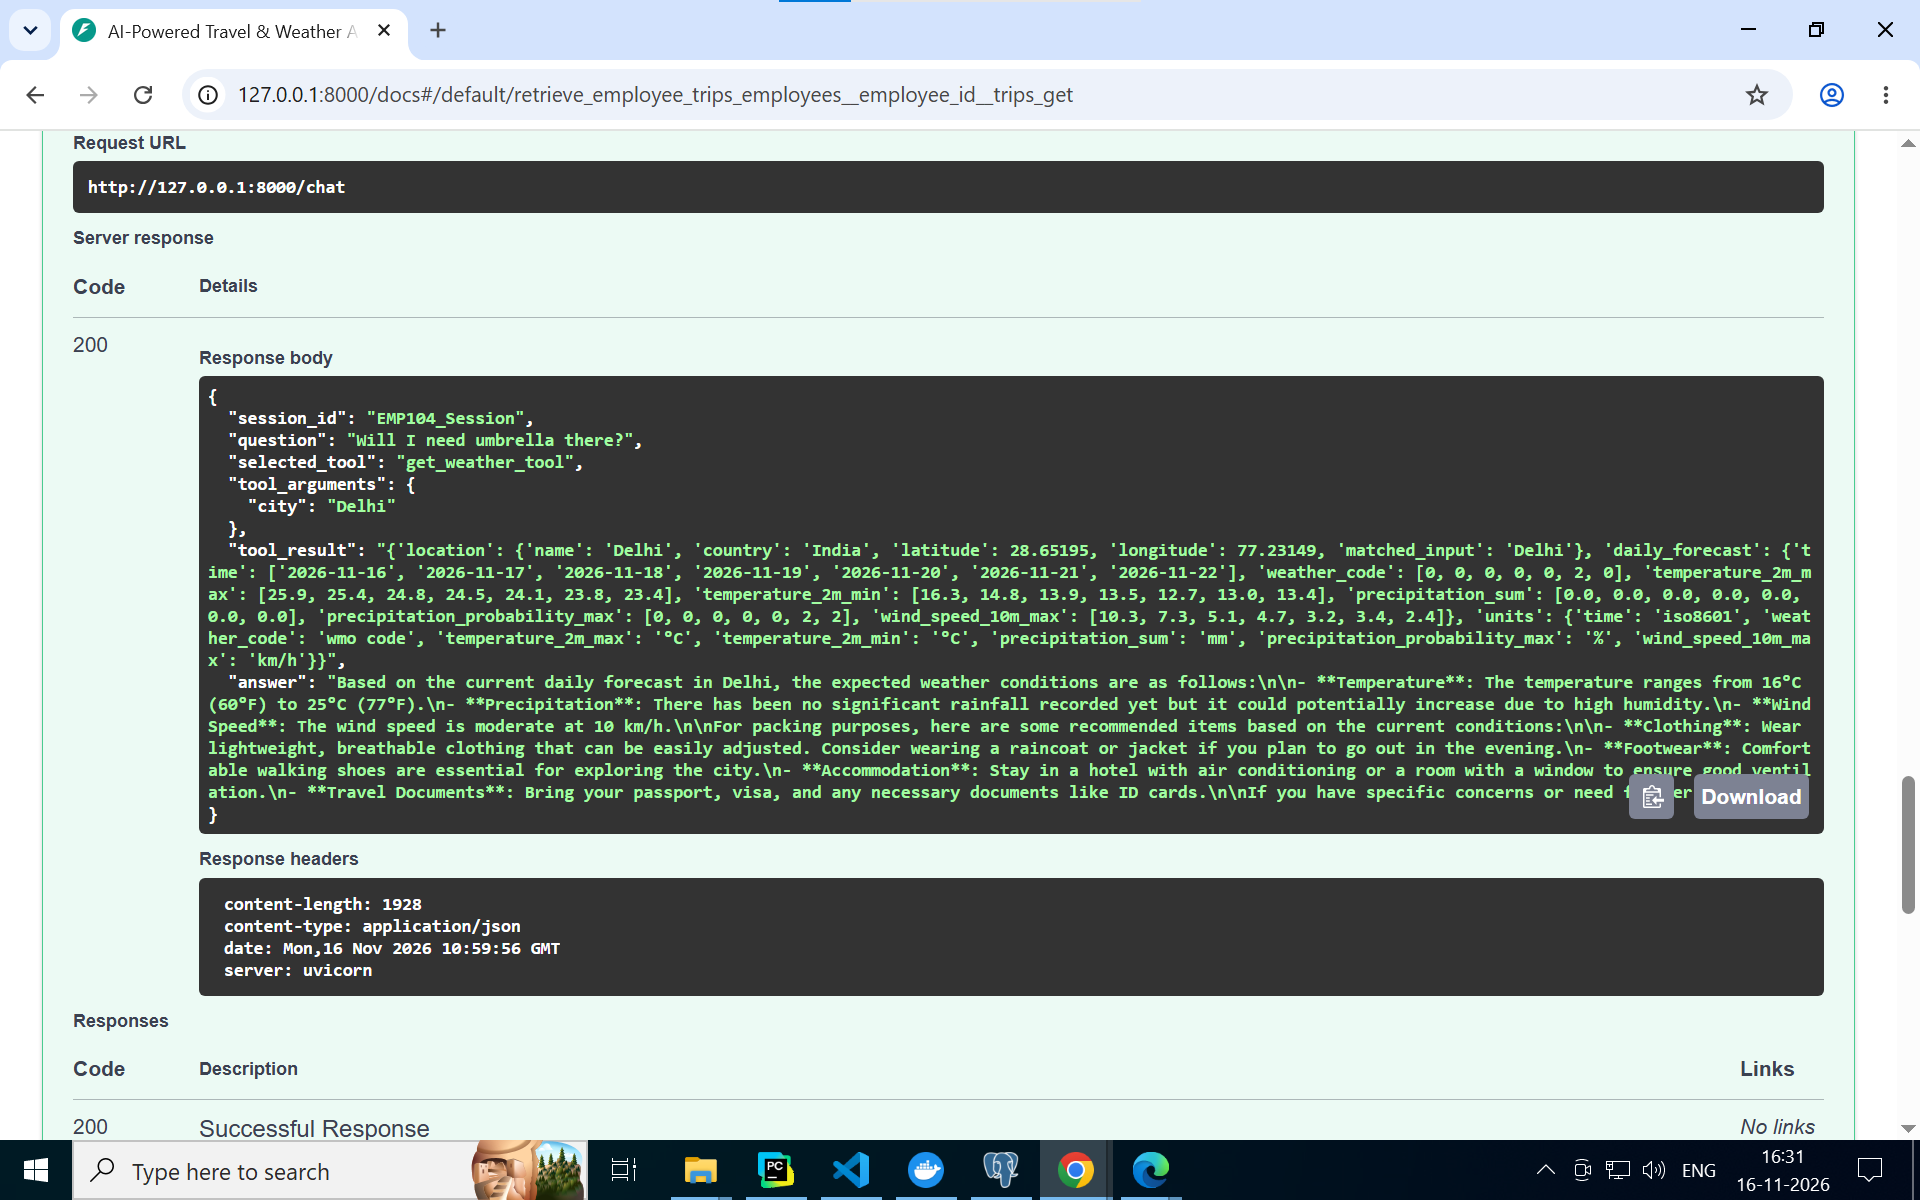 AI-Powered Travel & Weather A
127.0.0.1:8000/docs#/default/retrieve_employee_trips_employees__employee_id__trips_get
Request URL
http://127.0.0.1:8000/chat
Server response
Code Details
200
Response body
{
"session_id": "EMP104_Session",
"question": "Will I need umbrella there?",
"selected_tool": "get_weather_tool",
"tool_arguments": {
"city": "Delhi"
},
"tool_result": "{'location': {'name': 'Delhi', 'country': 'India', 'latitude': 28.65195, 'longitude': 77.23149, 'matched_input': 'Delhi'}, 'daily_forecast': {'t
ime': ['2026-11-16', '2026-11-17', '2026-11-18', '2026-11-19', '2026-11-20', '2026-11-21', '2026-11-22'], 'weather_code': [0, 0, 0, 0, 0, 2, 0], 'temperature_2m_m
ax': [25.9, 25.4, 24.8, 24.5, 24.1, 23.8, 23.4], 'temperature_2m_min': [16.3, 14.8, 13.9, 13.5, 12.7, 13.0, 13.4], 'precipitation_sum': [0.0, 0.0, 0.0, 0.0, 0.0,
0.0, 0.0], 'precipitation_probability_max': [0, 0, 0, 0, 0, 2, 2], 'wind_speed_10m_max': [10.3, 7.3, 5.1, 4.7, 3.2, 3.4, 2.4]}, 'units': {'time': 'iso8601', 'weat
her_code': 'wmo code', 'temperature_2m_max': '°C', 'temperature_2m_min': '°C', 'precipitation_sum': 'mm', 'precipitation_probability_max': '%', 'wind_speed_10m_ma
x': 'km/h'}}",
"answer": "Based on the current daily forecast in Delhi, the expected weather conditions are as follows:\n\n- **Temperature**: The temperature ranges from 16°C
(60°F) to 25°C (77°F).\n- **Precipitation**: There has been no significant rainfall recorded yet but it could potentially increase due to high humidity.\n- **Wind
Speed**: The wind speed is moderate at 10 km/h.\n\nFor packing purposes, here are some recommended items based on the current conditions:\n\n- **Clothing**: Wear
lightweight, breathable clothing that can be easily adjusted. Consider wearing a raincoat or jacket if you plan to go out in the evening.\n- **Footwear**: Comfort
able walking shoes are essential for exploring the city.\n- **Accommodation**: Stay in a hotel with air conditioning or a room with a window to ensure good ventil
ation.\n- **Travel Documents**: Bring your passport, visa, and any necessary documents like ID cards.\n\nIf you have specific concerns or need
Download
}
Response headers
content-length: 1928
content-type: application/json
date: Mon,16 Nov 2026 10:59:56 GMT
server: uvicorn
Responses
Code Description Links
200 Successful Response No links
Type here to search
PC
ENG
16:31
16-11-2026